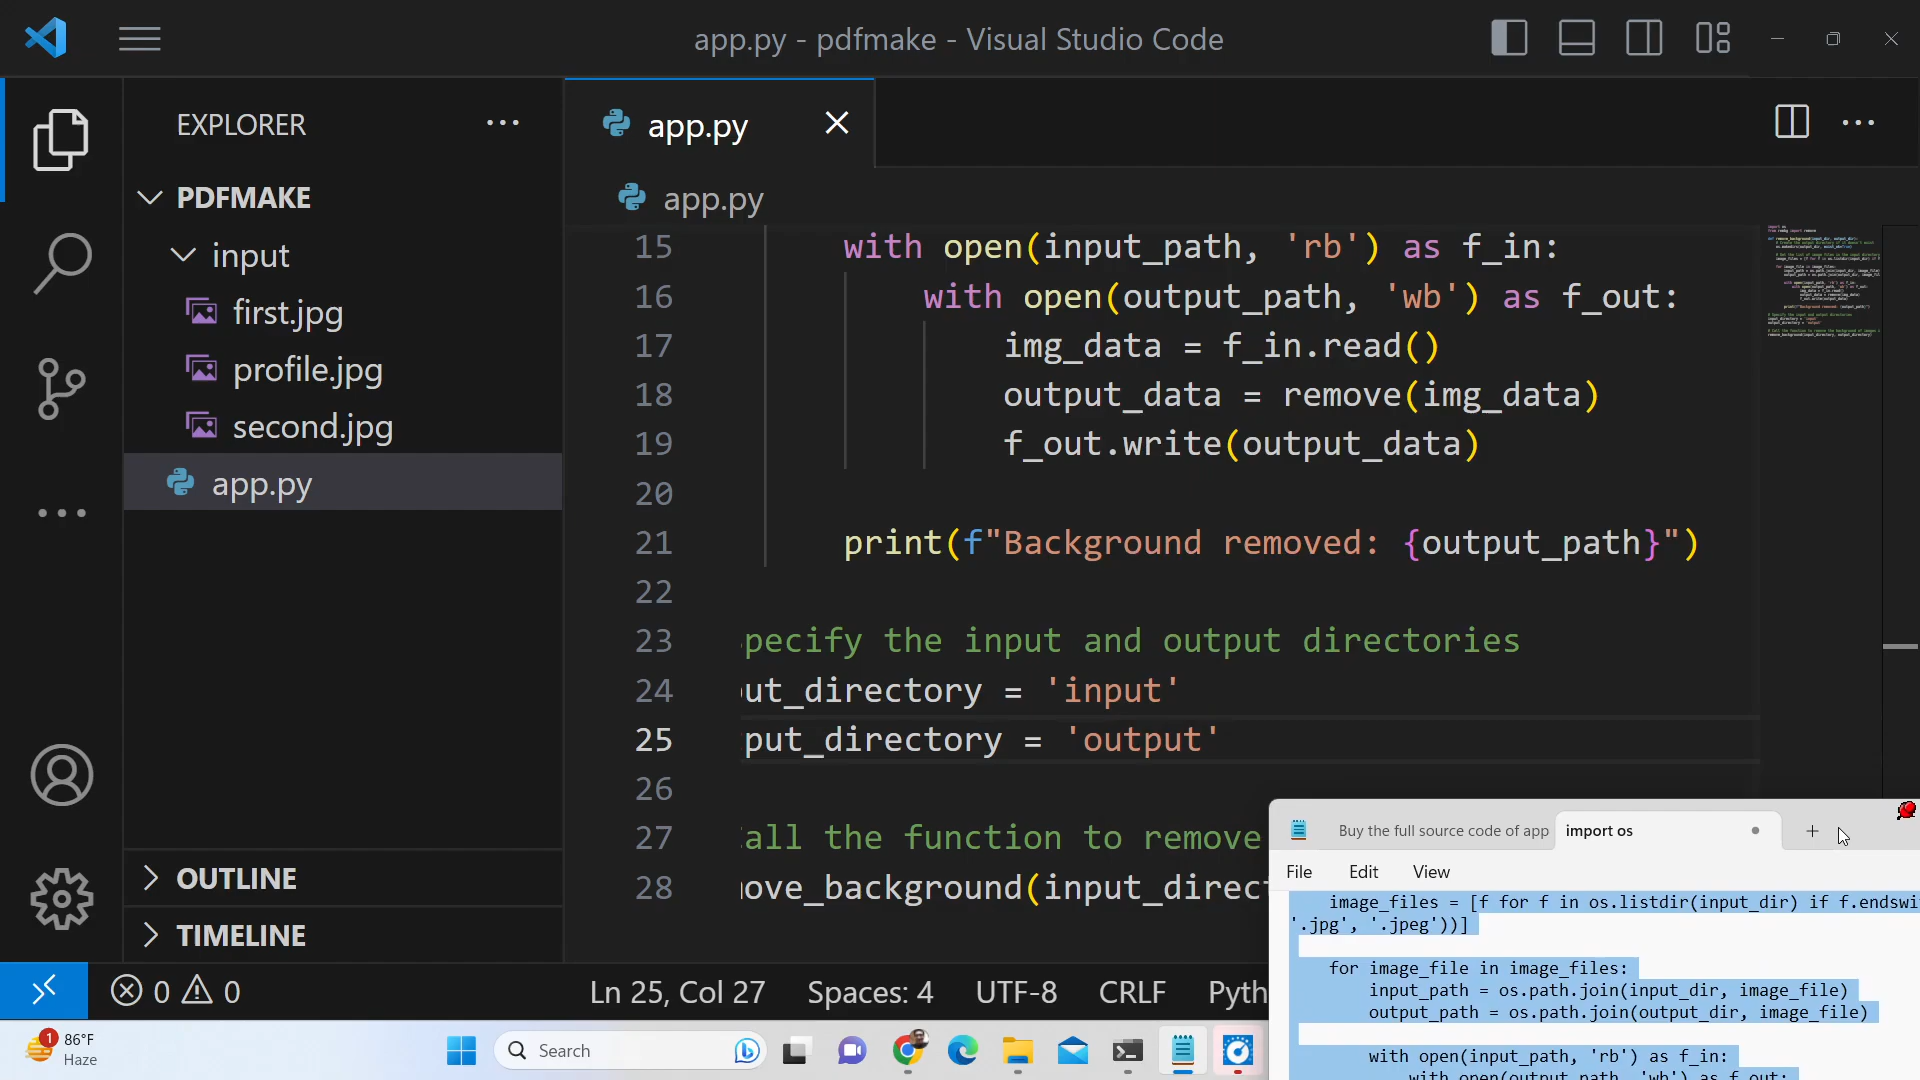 app.py - pdfmake - Visual Studio Code
EXPLORER
PDFMAKE
input
first.jpg
profile.jpg
second.jpg
app.py
OUTLINE
TIMELINE
app.py
app.py
15 with open(input_path, 'rb') as f_in:
16 with open(output_path, 'wb') as f_out:
17 img_data = f_in.read()
18 output_data = remove(img_data)
19 f_out.write(output_data)
20
21 print(f"Background removed: {output_path}")
22
23 pecify the input and output directories
24 ut_directory = 'input'
25 put_directory = 'output'
26
27 all the function to remove
28 ove_background(input_direct
Buy the full source code of app
import os
File Edit View
image_files = [f for f in os.listdir(input_dir) if f.endswi
'.jpg', '.jpeg'))]
for image_file in image_files:
input_path = os.path.join(input_dir, image_file)
output_path = os.path.join(output_dir, image_file)
with open(input_path, 'rb') as f_in:
with open(output_path, 'wb') as f_out:
0 0
Ln 25, Col 27 Spaces: 4 UTF-8 CRLF Pyth
1
86°F
Haze
Search